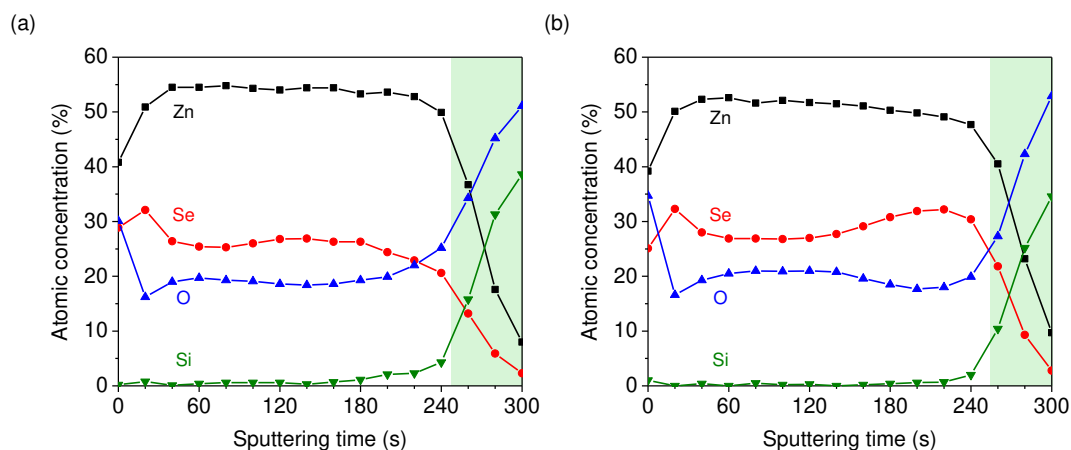 (a)
60
50
40
30
20
10
0
Atomic concentration (%)
Zn
Se
O
Si
0 60 120 180 240 300
Sputtering time (s)
(b)
60
50
40
30
20
10
0
Atomic concentration (%)
Zn
Se
O
Si
0 60 120 180 240 300
Sputtering time (s)